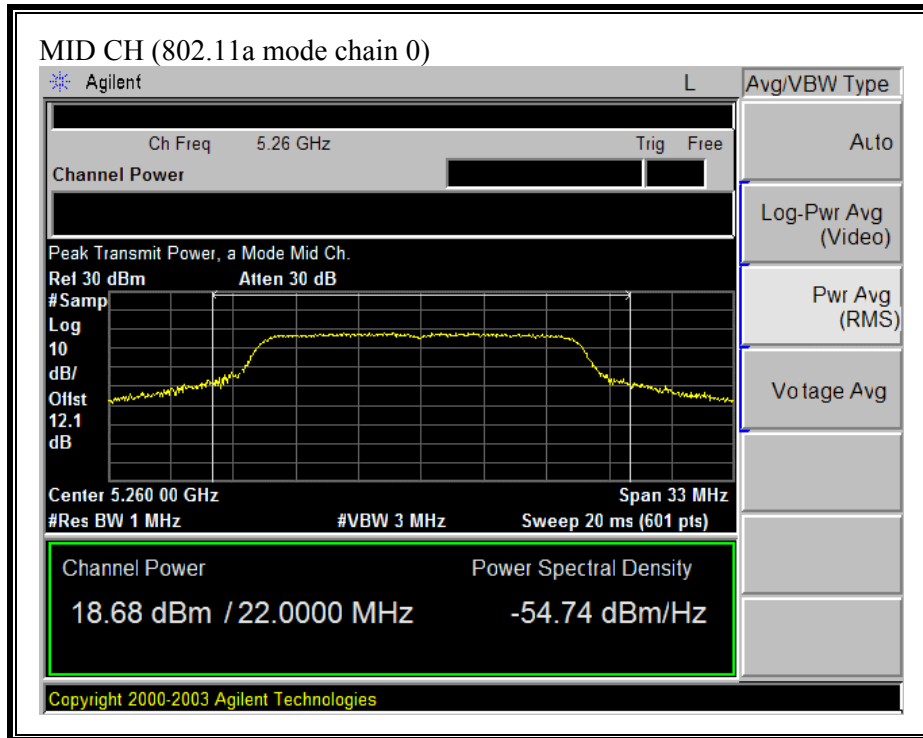 MID CH (802.11a mode chain 0)
Agilent L Avg/VBW Type
Ch Freq 5.26 GHz Trig Free
Channel Power
Auto
Log-Pwr Avg
(Video)
Pwr Avg
(RMS)
Votage Avg
Peak Transmit Power, a Mode Mid Ch.
Ref 30 dBm Atten 30 dB
#Samp
Log
10
dB/
Offst
12.1
dB
Center 5.260 00 GHz Span 33 MHz
#Res BW 1 MHz #VBW 3 MHz Sweep 20 ms (601 pts)
Channel Power Power Spectral Density
18.68 dBm / 22.0000 MHz -54.74 dBm/Hz
Copyright 2000-2003 Agilent Technologies